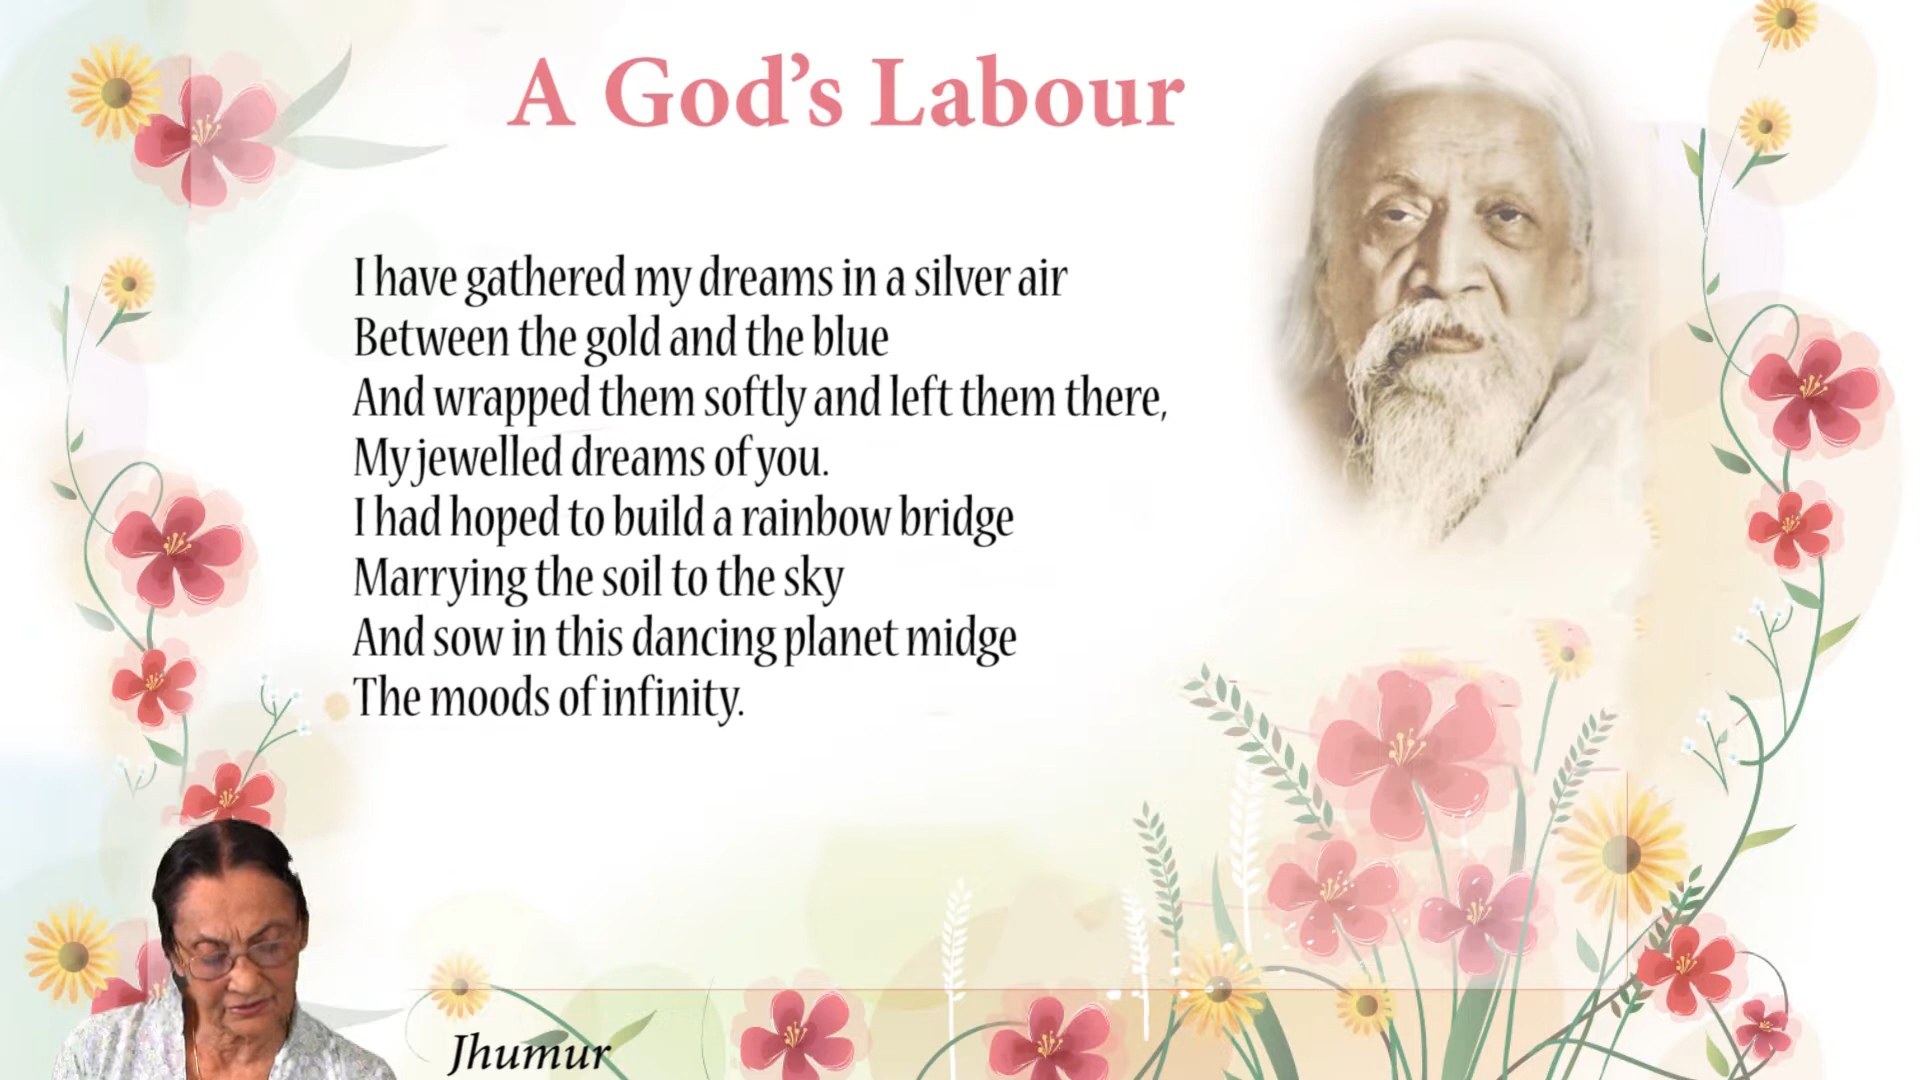 A God’s Labour
I have gathered my dreams in a silver air
Between the gold and the blue
And wrapped them softly and left them there,
My jewelled dreams of you.
I had hoped to build a rainbow bridge
Marrying the soil to the sky
And sow in this dancing planet midge
The moods of infinity.
Jhumur